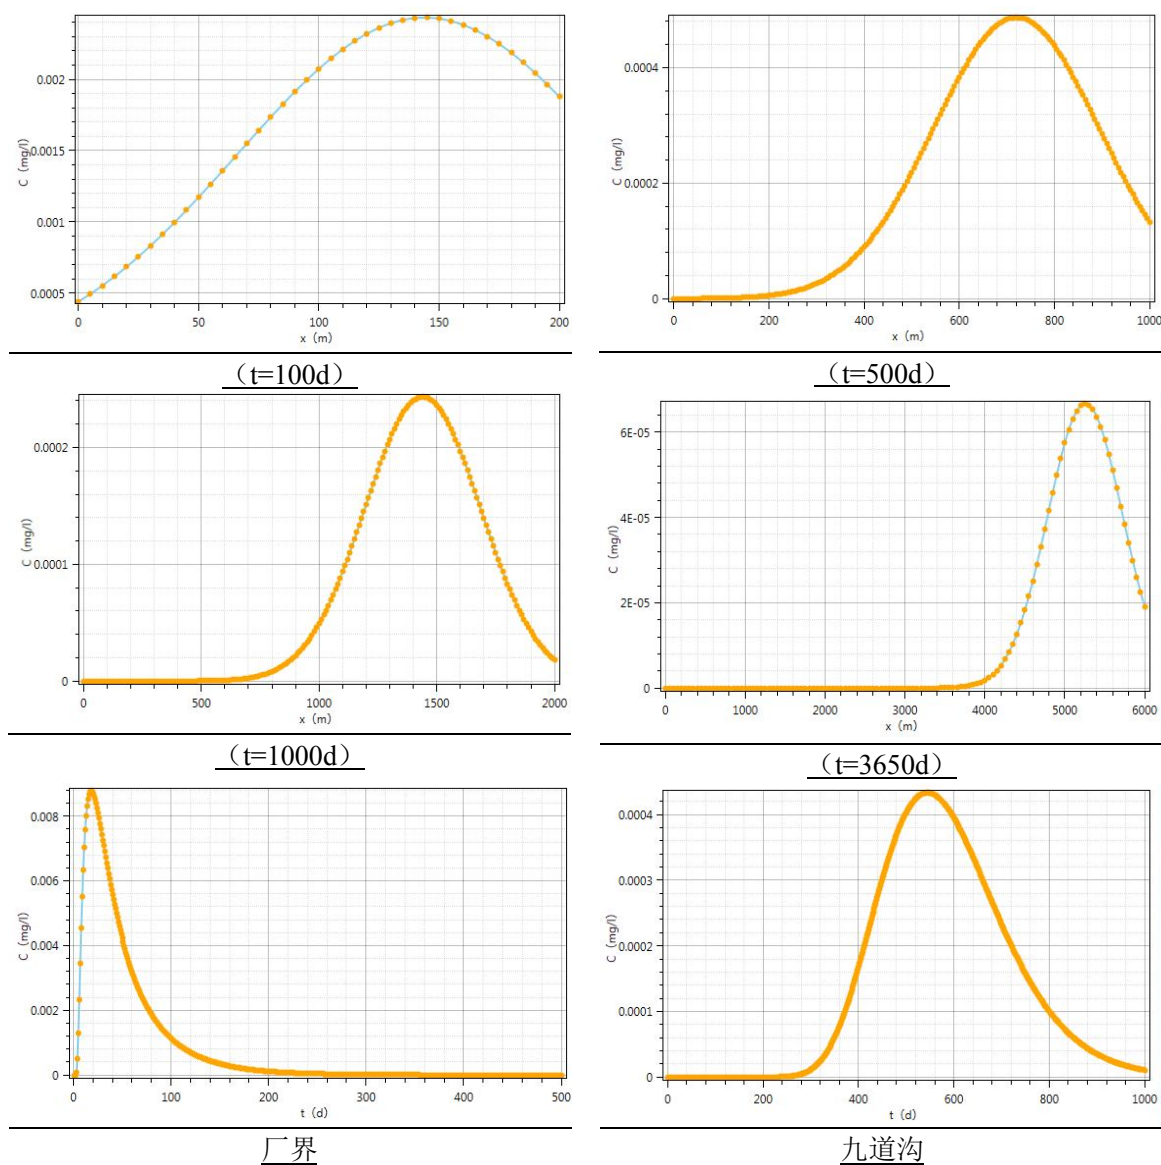 0.002
0.0015
0.001
0.0005
C (mg/l)
0 50 100 150 200
x (m)
(t=100d)
0.0004
0.0002
0
C (mg/l)
0 200 400 600 800 1000
x (m)
(t=500d)
0.0002
0.0001
0
C (mg/l)
0 500 1000 1500 2000
x (m)
(t=1000d)
6E-05
4E-05
2E-05
0
C (mg/l)
0 1000 2000 3000 4000 5000 6000
x (m)
(t=3650d)
0.008
0.006
0.004
0.002
0
C (mg/l)
0 100 200 300 400 500
t (d)
厂界
0.0004
0.0003
0.0002
0.0001
0
C (mg/l)
0 200 400 600 800 1000
t (d)
九道沟